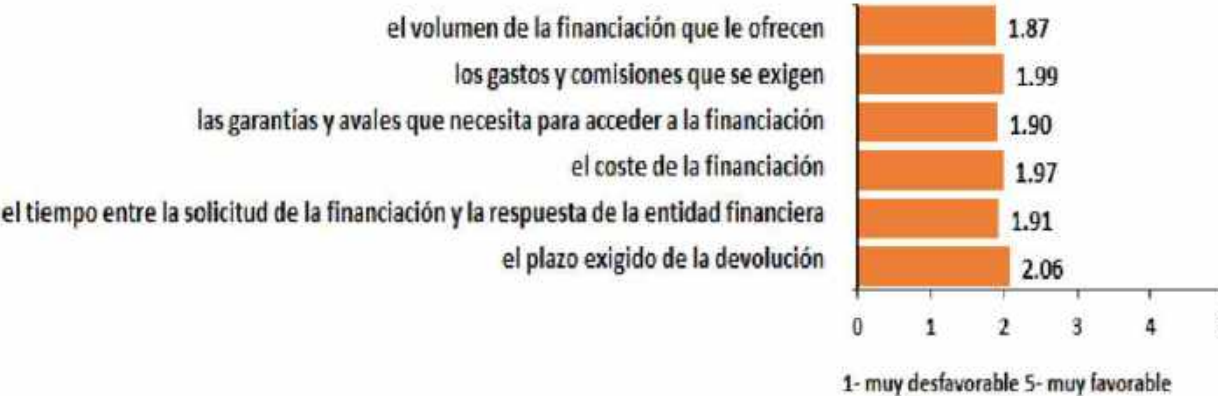 el volumen de la financiación que le ofrecen 1.87
los gastos y comisiones que se exigen 1.99
las garantías y avales que necesita para acceder a la financiación 1.90
el coste de la financiación 1.97
el tiempo entre la solicitud de la financiación y la respuesta de la entidad financiera 1.91
el plazo exigido de la devolución 2.06
0 1 2 3 4
1- muy desfavorable 5- muy favorable